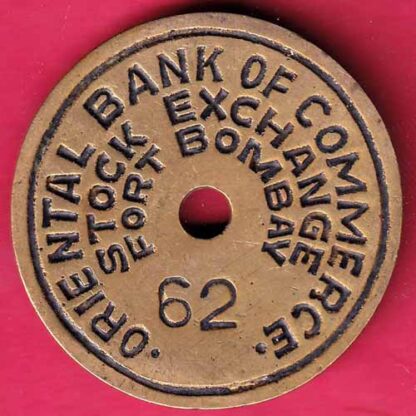 · ORIENTAL BANK OF COMMERCE ·
STOCK EXCHANGE
FORT BOMBAY
62